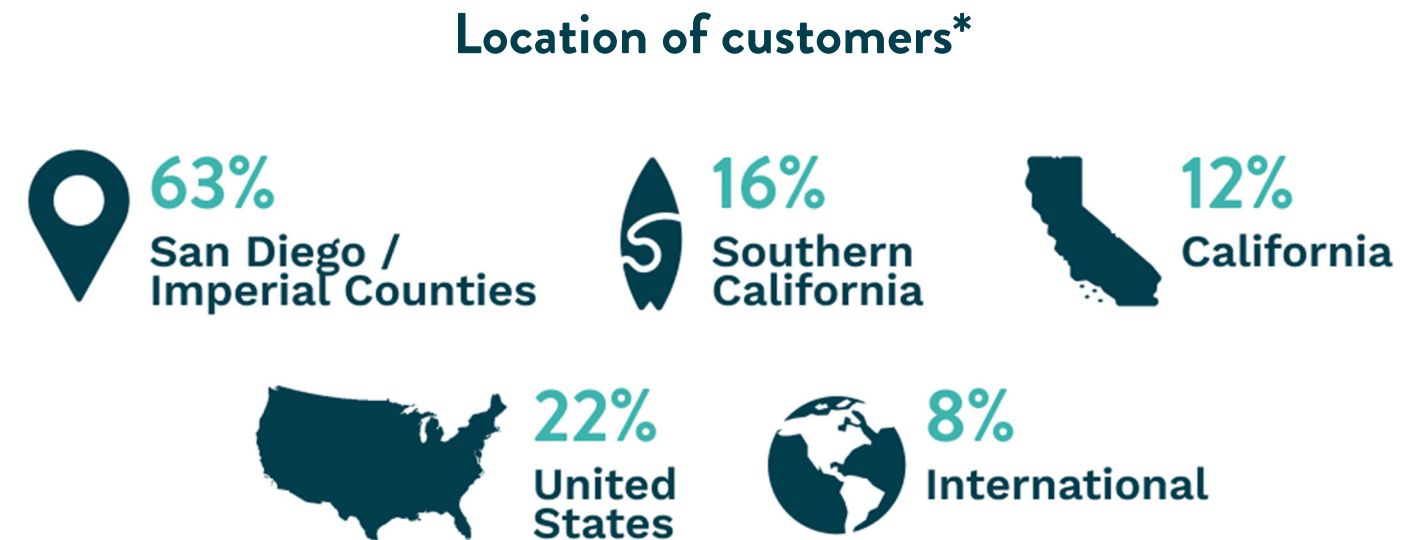 Location of customers*
63%
San Diego /
Imperial Counties
16%
Southern
California
12%
California
22%
United
States
8%
International